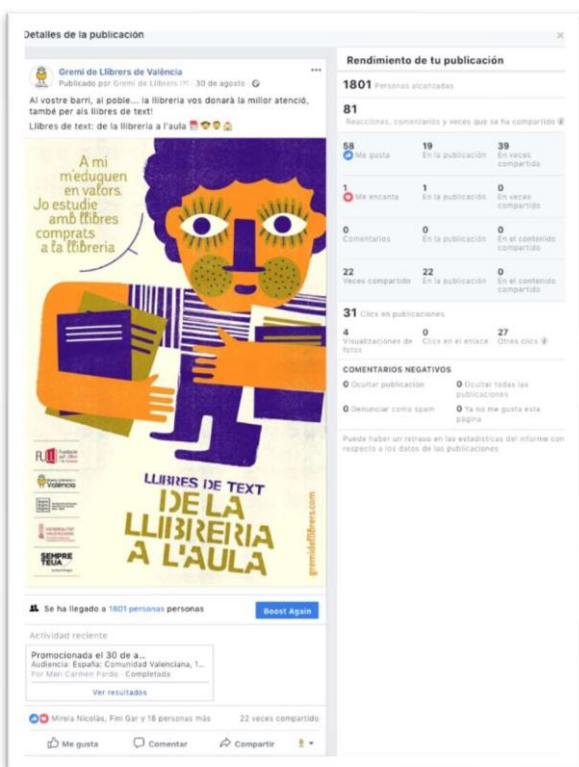 Detalles de la publicación
Gremi de Llibrers de València
Publicado por Gremi de Llibrers · 30 de agosto ·
Al vostre barri, al poble... la llibreria vos donarà la millor atenció,
també per als llibres de text!
Llibres de text: de la llibreria a l'aula
A mi
m'eduquen
en valors.
Jo estudie
amb llibres
comprats
a la llibreria
FULL
València
GENERALITAT
VALENCIANA
SEMPRE
TEUA
LLIBRES DE TEXT
DE LA
LLIBRERIA
A L'AULA
gremidellibrers.com
Se ha llegado a 1801 personas personas
Boost Again
Actividad reciente
Promocionada el 30 de a...
Audiencia: España: Comunidad Valenciana, 1...
Por Mari Carmen Pardo · Completada
Ver resultados
Mireia Nicolàs, Fini Gar y 18 personas más
22 veces compartido
Me gusta
Comentar
Compartir
Rendimiento de tu publicación
1801 Personas alcanzadas
81
Reacciones, comentarios y veces que se ha compartido
58 19 39
Me gusta En la publicación En veces
compartido
1 1 0
Me encanta En la publicación En veces
compartido
0 0 0
Comentarios En la publicación En el contenido
compartido
22 22 0
Veces compartido En la publicación En el contenido
compartido
31 Clics en publicaciones
4 0 27
Visualizaciones de Clics en el enlace Otros clics
fotos
COMENTARIOS NEGATIVOS
0 Ocultar publicación 0 Ocultar todas las
publicaciones
0 Denunciar como spam 0 Ya no me gusta esta
página
Puede haber un retraso en las estadísticas del informe con
respecto a los datos de las publicaciones